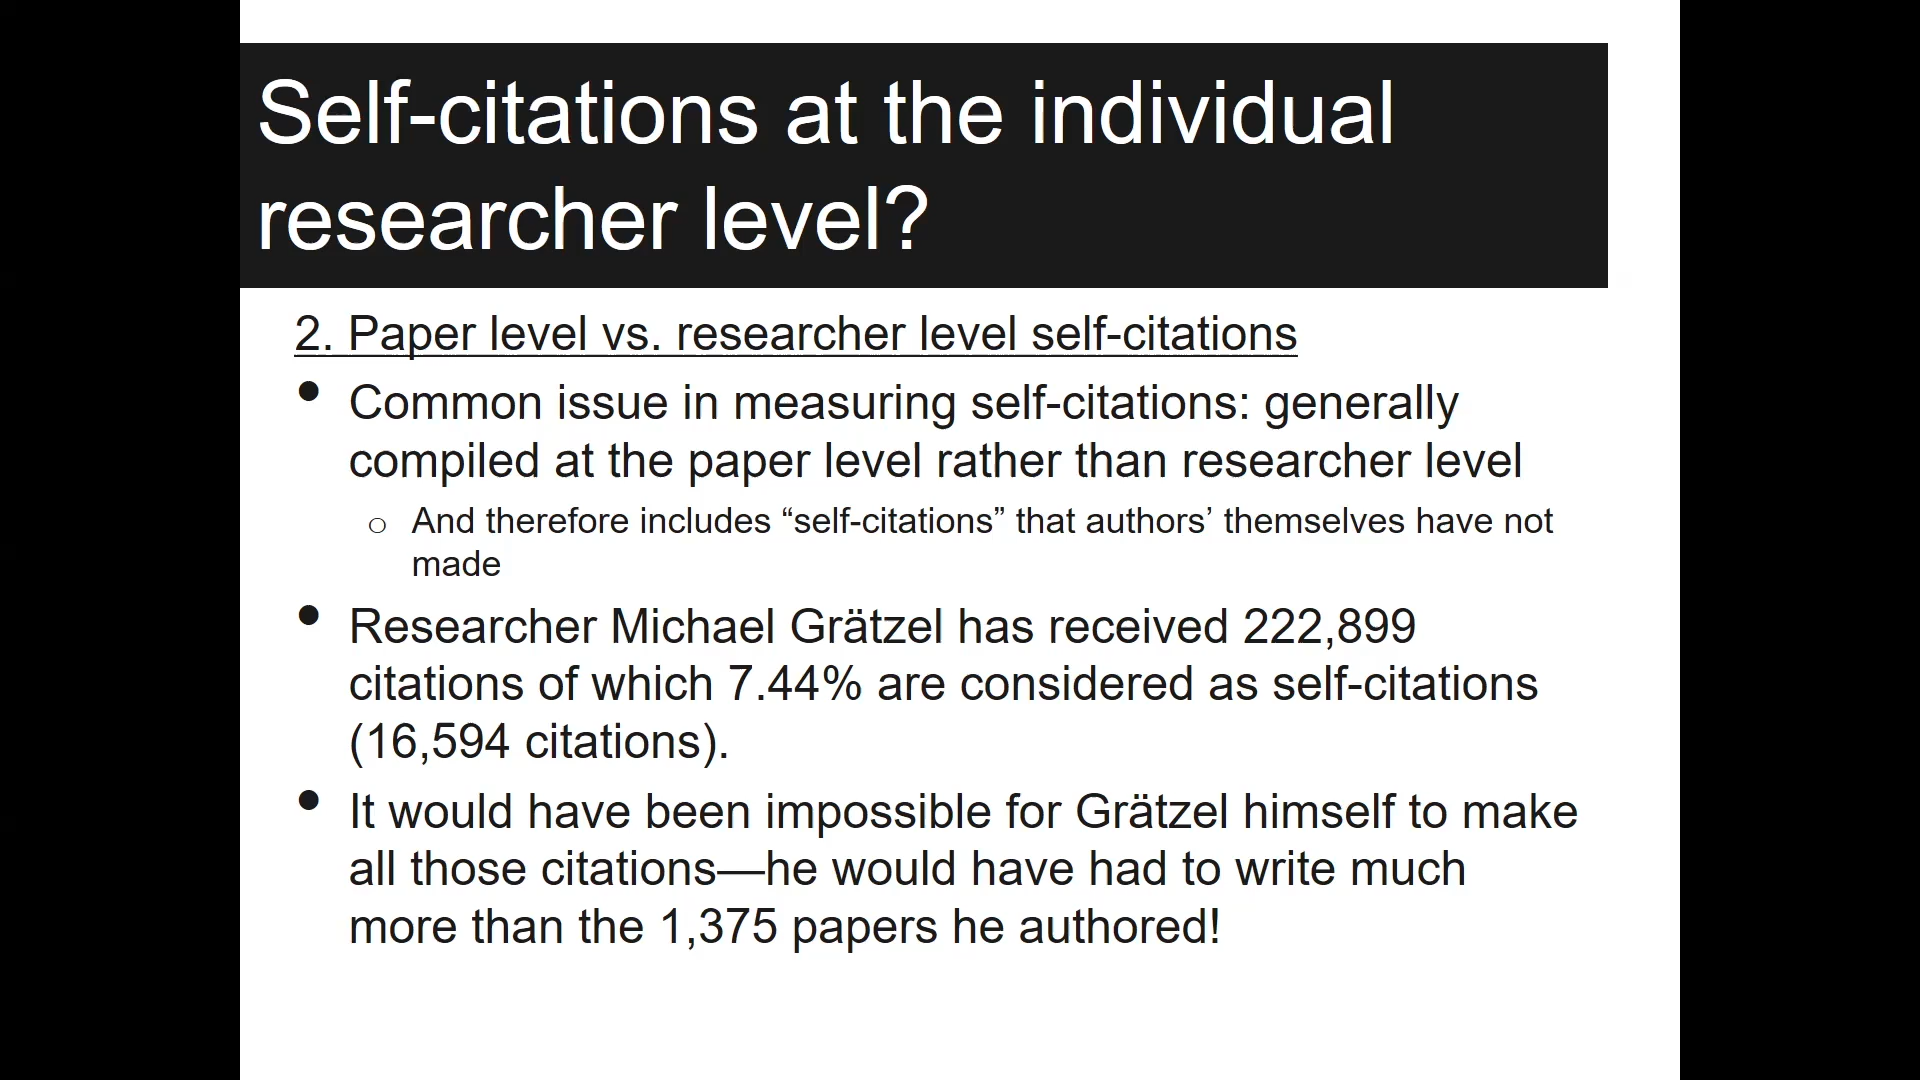 Self-citations at the individual
researcher level?
2. Paper level vs. researcher level self-citations
• Common issue in measuring self-citations: generally
compiled at the paper level rather than researcher level
○ And therefore includes “self-citations” that authors’ themselves have not
made
• Researcher Michael Grätzel has received 222,899
citations of which 7.44% are considered as self-citations
(16,594 citations).
• It would have been impossible for Grätzel himself to make
all those citations—he would have had to write much
more than the 1,375 papers he authored!